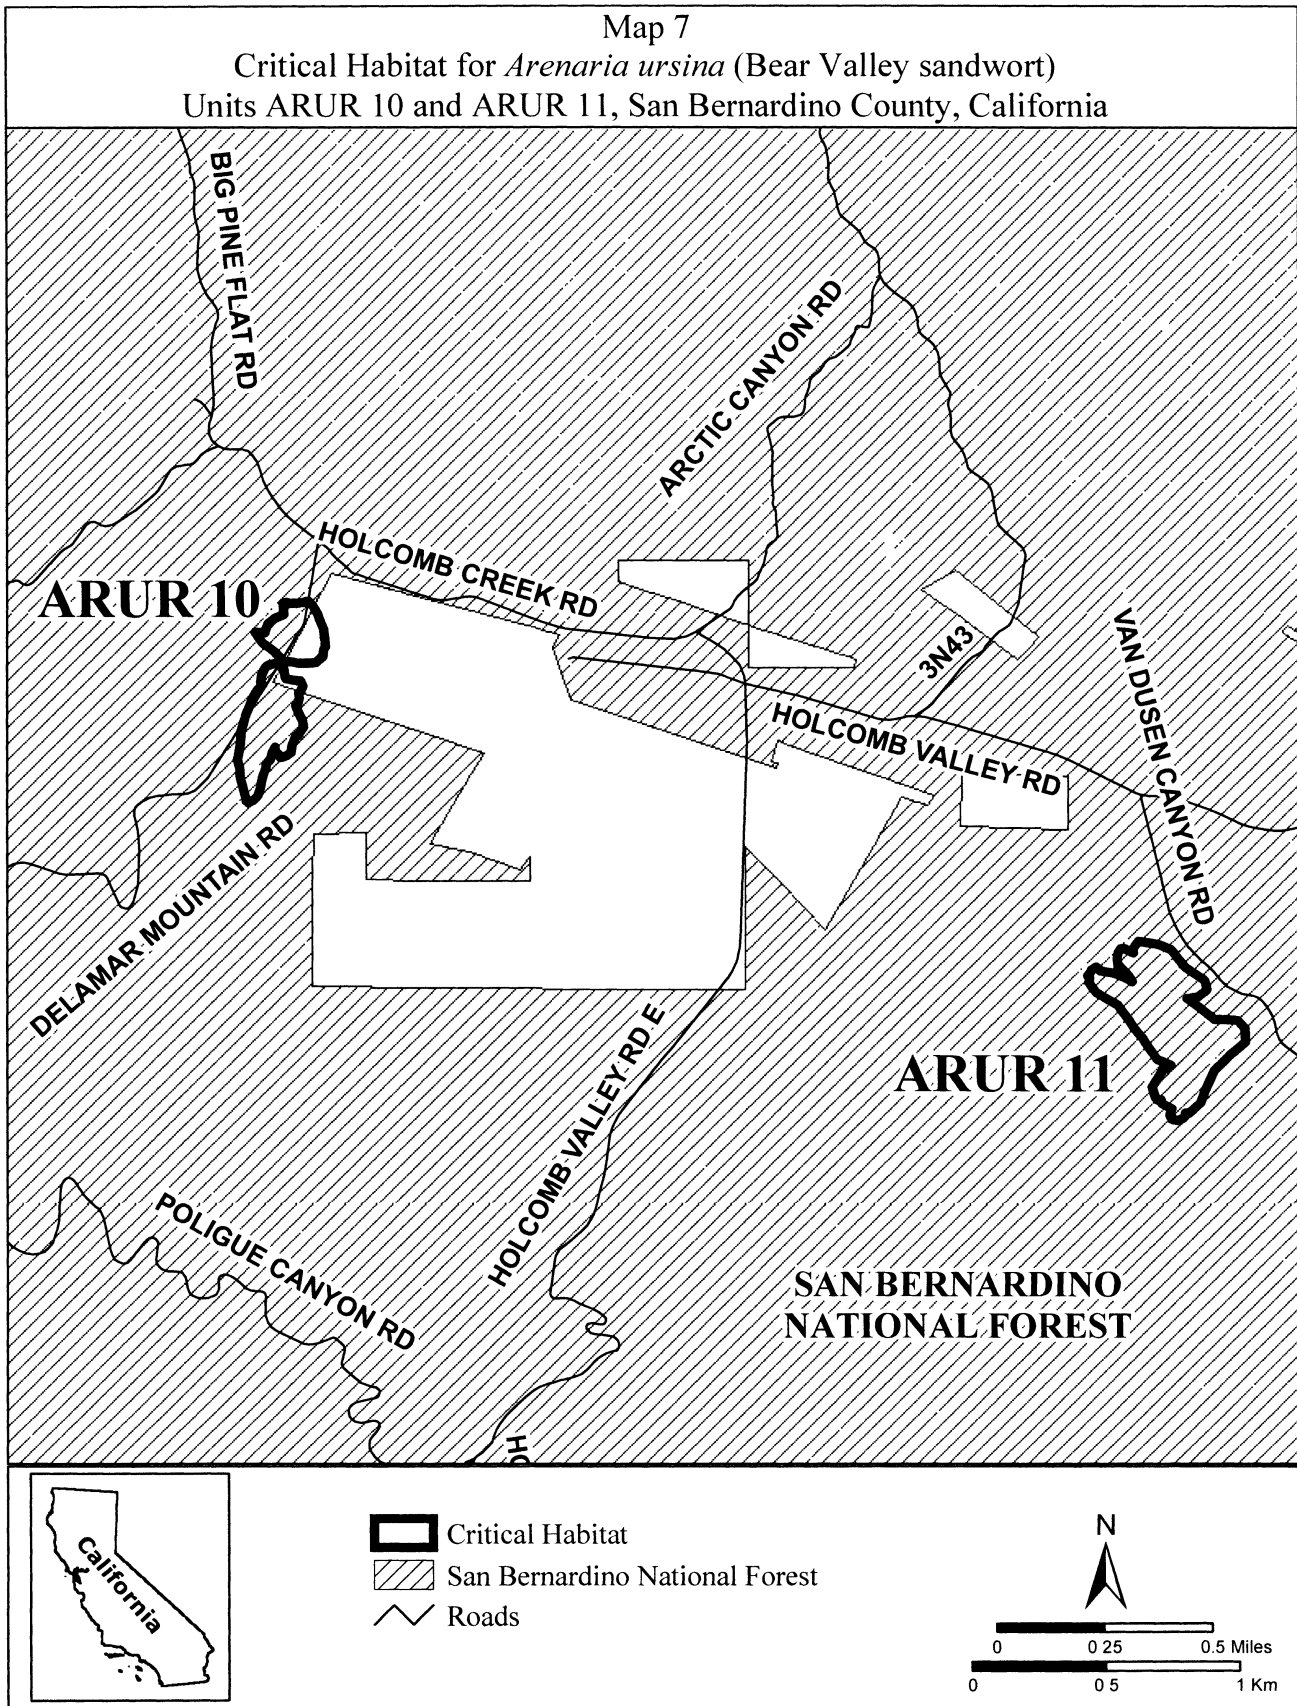 Map 7
Critical Habitat for Arenaria ursina (Bear Valley sandwort)
Units ARUR 10 and ARUR 11, San Bernardino County, California
BIG PINE FLAT RD
ARCTIC CANYON RD
HOLCOMB CREEK RD
ARUR 10
3N43
VAN DUSEN CANYON RD
HOLCOMB VALLEY RD
DELAMAR MOUNTAIN RD
HOLCOMB VALLEY RD E
ARUR 11
POLIGUE CANYON RD
SAN BERNARDINO
NATIONAL FOREST
HO
California
Critical Habitat
San Bernardino National Forest
Roads
N
0 0 25 0.5 Miles
0 0 5 1 Km